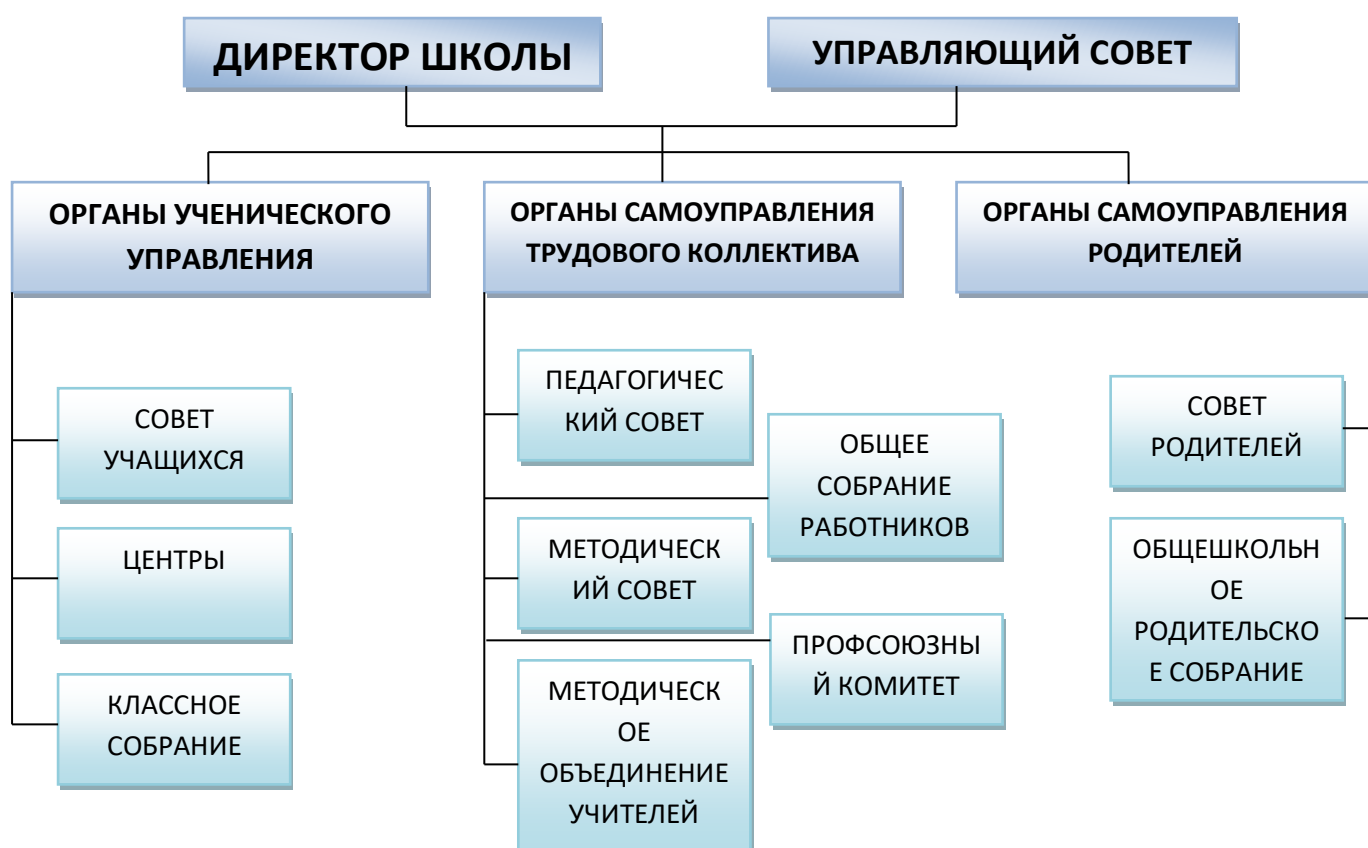 ДИРЕКТОР ШКОЛЫ
УПРАВЛЯЮЩИЙ СОВЕТ
ОРГАНЫ УЧЕНИЧЕСКОГО
УПРАВЛЕНИЯ
ОРГАНЫ САМОУПРАВЛЕНИЯ
ТРУДОВОГО КОЛЛЕКТИВА
ОРГАНЫ САМОУПРАВЛЕНИЯ
РОДИТЕЛЕЙ
СОВЕТ
УЧАЩИХСЯ
ЦЕНТРЫ
КЛАССНОЕ
СОБРАНИЕ
ПЕДАГОГИЧЕС
КИЙ СОВЕТ
ОБЩЕЕ
СОБРАНИЕ
РАБОТНИКОВ
МЕТОДИЧЕСК
ИЙ СОВЕТ
ПРОФСОЮЗНЫ
Й КОМИТЕТ
МЕТОДИЧЕСК
ОЕ
ОБЪЕДИНЕНИЕ
УЧИТЕЛЕЙ
СОВЕТ
РОДИТЕЛЕЙ
ОБЩЕШКОЛЬН
ОЕ
РОДИТЕЛЬСКО
Е СОБРАНИЕ